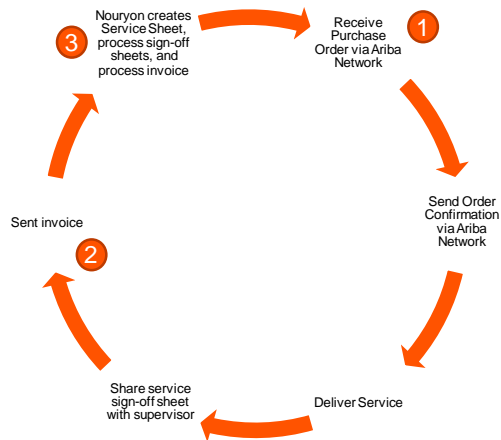 3
Nouryon creates
Service Sheet,
process sign-off
sheets, and
process invoice
Receive
Purchase
Order via Ariba
Network
1
Send Order
Confirmation
via Ariba
Network
Deliver Service
Share service
sign-off sheet
with supervisor
Sent invoice
2